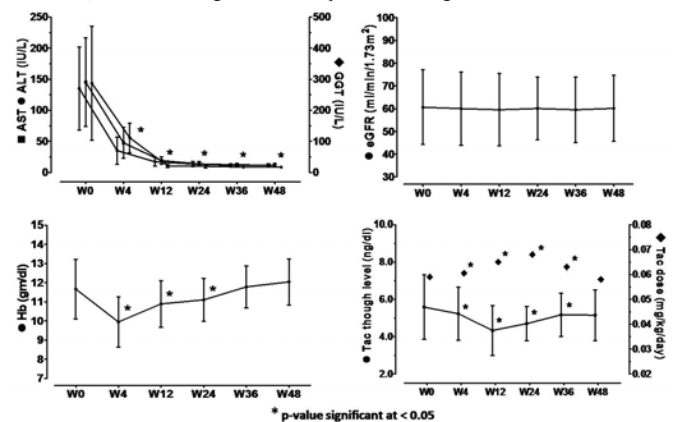 250
200
150
100
50
0
500
400
300
200
100
0
■ AST ● ALT (IU/L)
◆ GGT (IU/L)
* * * * *
W0 W4 W12 W24 W36 W48
100
90
80
70
60
50
40
30
● eGFR (ml/min/1.73m²)
W0 W4 W12 W24 W36 W48
15
14
13
12
11
10
9
8
7
● Hb (gm/dl)
* * *
W0 W4 W12 W24 W36 W48
10.0
8.0
6.0
4.0
2.0
0.08
0.07
0.06
0.05
0.04
0.03
0.02
● Tac though level (ng/dl)
◆ Tac dose (mg/kg/day)
* * * *
* * * *
W0 W4 W12 W24 W36 W48
* p-value significant at < 0.05